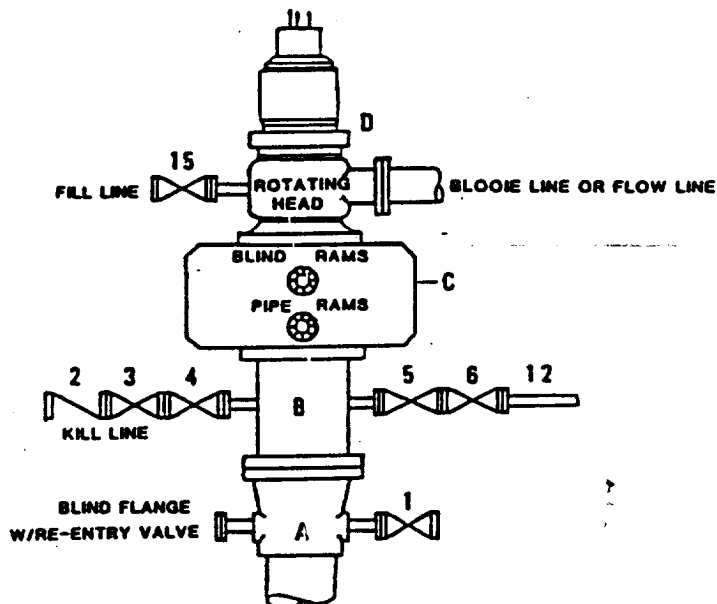 D
15
FILL LINE
ROTATING
HEAD
BLOOIE LINE OR FLOW LINE
BLIND RAMS
C
PIPE RAMS
2 3 4
5 6 12
B
KILL LINE
BLIND FLANGE
W/RE-ENTRY VALVE
1
A